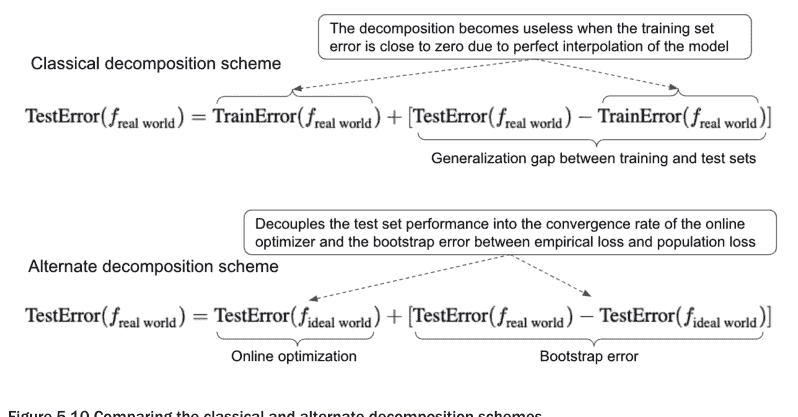 The decomposition becomes useless when the training set
error is close to zero due to perfect interpolation of the model
Classical decomposition scheme
TestError(f_real world) = TrainError(f_real world) + [TestError(f_real world) − TrainError(f_real world)]
Generalization gap between training and test sets
Decouples the test set performance into the convergence rate of the online
optimizer and the bootstrap error between empirical loss and population loss
Alternate decomposition scheme
TestError(f_real world) = TestError(f_ideal world) + [TestError(f_real world) − TestError(f_ideal world)]
Online optimization
Bootstrap error
Figure 5.10 Comparing the classical and alternate decomposition schemes